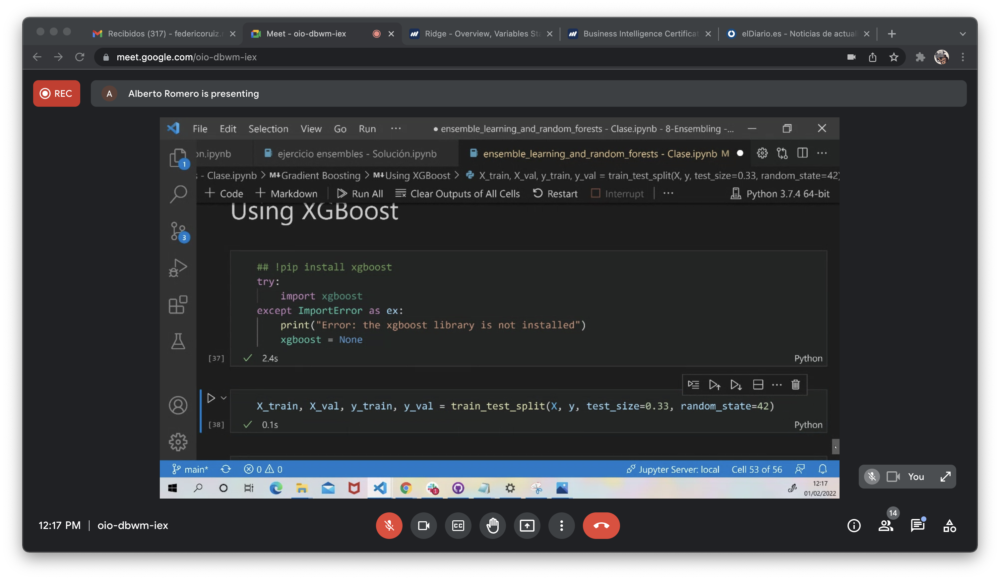 Recibidos (317) - federicoruiz.r
Meet - oio-dbwm-iex
Ridge - Overview, Variables Sta
Business Intelligence Certificat
elDiario.es - Noticias de actuali
meet.google.com/oio-dbwm-iex
REC
A
Alberto Romero is presenting
File Edit Selection View Go Run ···
● ensemble_learning_and_random_forests - Clase.ipynb - 8-Ensembling -...
on.ipynb
ejercicio ensembles - Solución.ipynb
ensemble_learning_and_random_forests - Clase.ipynb M
1
s - Clase.ipynb > M↓Gradient Boosting > M↓Using XGBoost > X_train, X_val, y_train, y_val = train_test_split(X, y, test_size=0.33, random_state=42)
+ Code + Markdown Run All Clear Outputs of All Cells Restart Interrupt ··· Python 3.7.4 64-bit
Using XGBoost
3
## !pip install xgboost
try:
import xgboost
except ImportError as ex:
print("Error: the xgboost library is not installed")
xgboost = None
[37] ✓ 2.4s Python
X_train, X_val, y_train, y_val = train_test_split(X, y, test_size=0.33, random_state=42)
[38] ✓ 0.1s Python
main* 0 0 Jupyter Server: local Cell 53 of 56
You
1
12:17
01/02/2022
12:17 PM | oio-dbwm-iex
CC
14